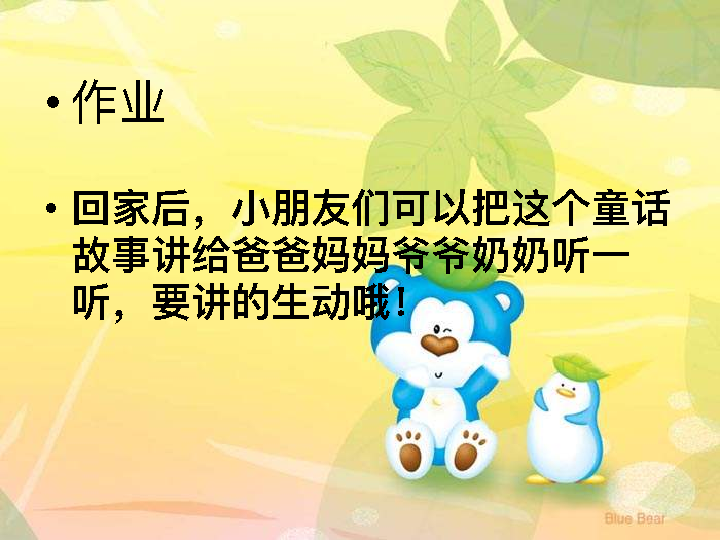 • 作业
• 回家后，小朋友们可以把这个童话
故事讲给爸爸妈妈爷爷奶奶听一
听，要讲的生动哦！
Blue Bear